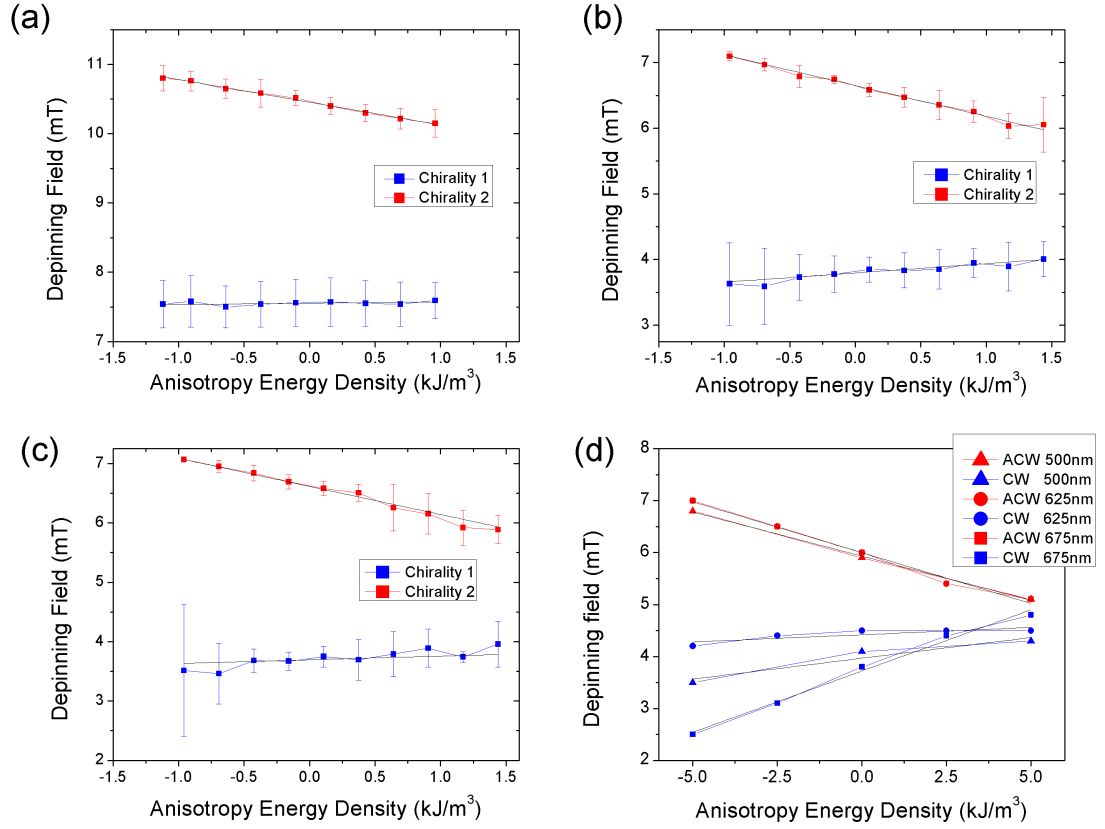 (a)
11
10
9
8
7
-1.5 -1.0 -0.5 0.0 0.5 1.0 1.5
Depinning Field (mT)
Anisotropy Energy Density (kJ/m³)
Chirality 1
Chirality 2
(b)
7
6
5
4
3
-1.5 -1.0 -0.5 0.0 0.5 1.0 1.5
Depinning Field (mT)
Anisotropy Energy Density (kJ/m³)
Chirality 1
Chirality 2
(c)
7
6
5
4
3
2
-1.5 -1.0 -0.5 0.0 0.5 1.0 1.5
Depinning Field (mT)
Anisotropy Energy Density (kJ/m³)
Chirality 1
Chirality 2
(d)
8
7
6
5
4
3
2
-5.0 -2.5 0.0 2.5 5.0
Depinning field (mT)
Anisotropy Energy Density (kJ/m³)
ACW 500nm
CW 500nm
ACW 625nm
CW 625nm
ACW 675nm
CW 675nm